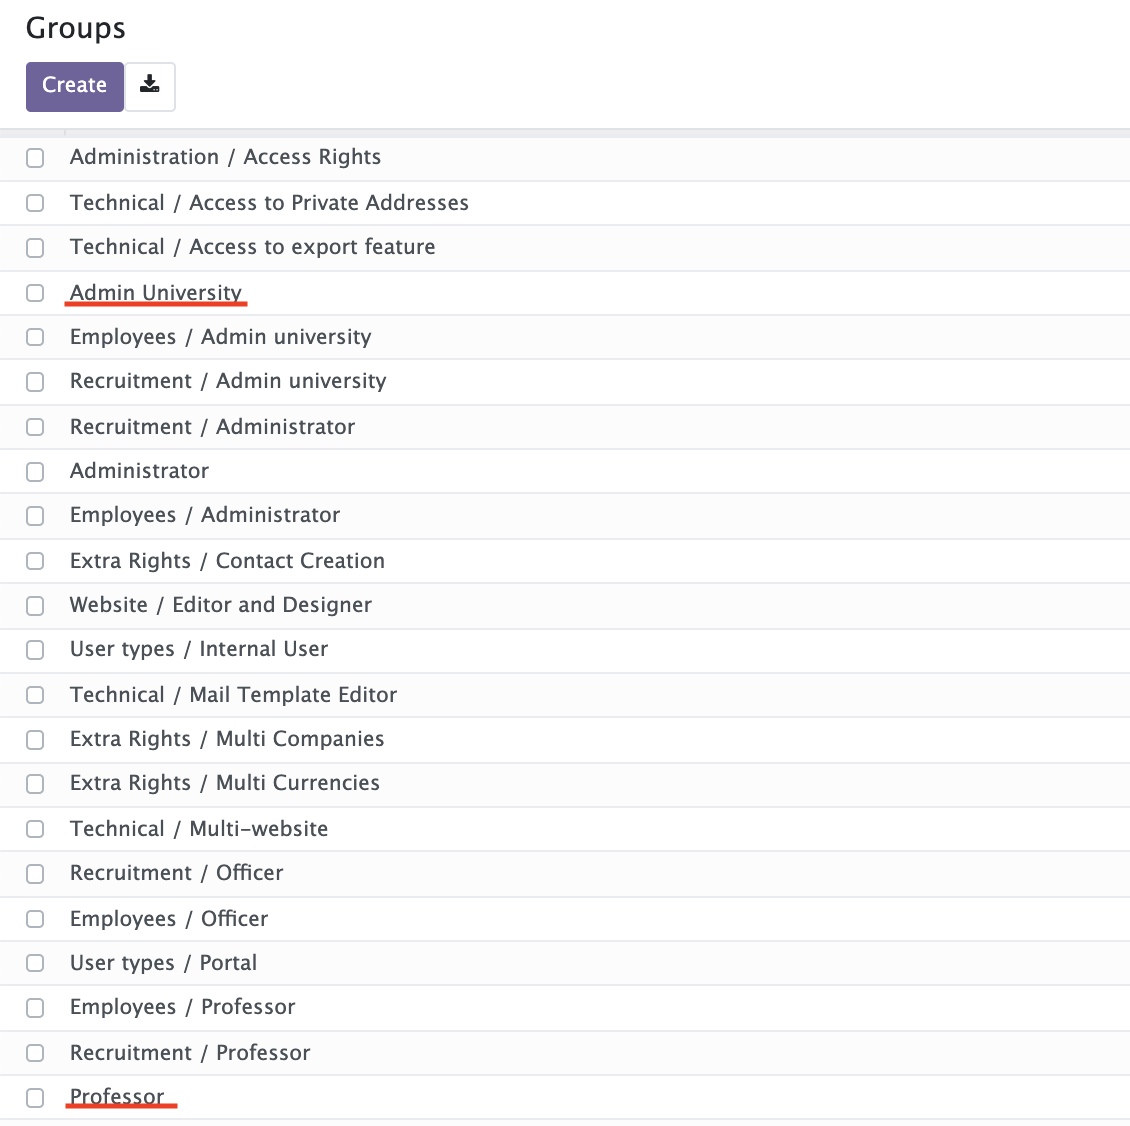 Groups
Create
Administration / Access Rights
Technical / Access to Private Addresses
Technical / Access to export feature
Admin University
Employees / Admin university
Recruitment / Admin university
Recruitment / Administrator
Administrator
Employees / Administrator
Extra Rights / Contact Creation
Website / Editor and Designer
User types / Internal User
Technical / Mail Template Editor
Extra Rights / Multi Companies
Extra Rights / Multi Currencies
Technical / Multi-website
Recruitment / Officer
Employees / Officer
User types / Portal
Employees / Professor
Recruitment / Professor
Professor